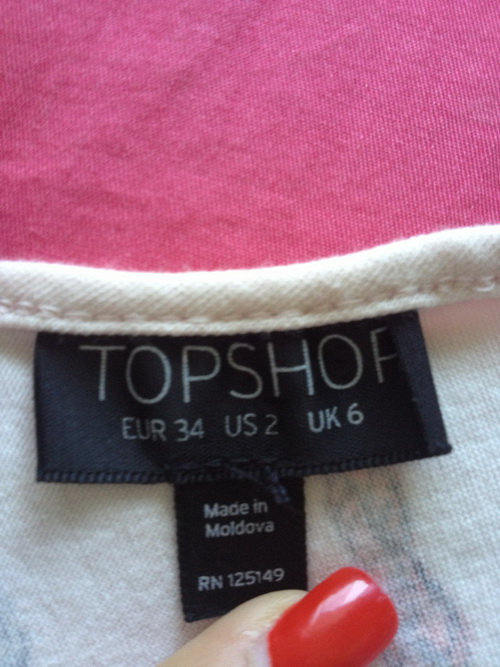 TOPSHOP
EUR 34 US 2 UK 6
Made in
Moldova
RN 125149